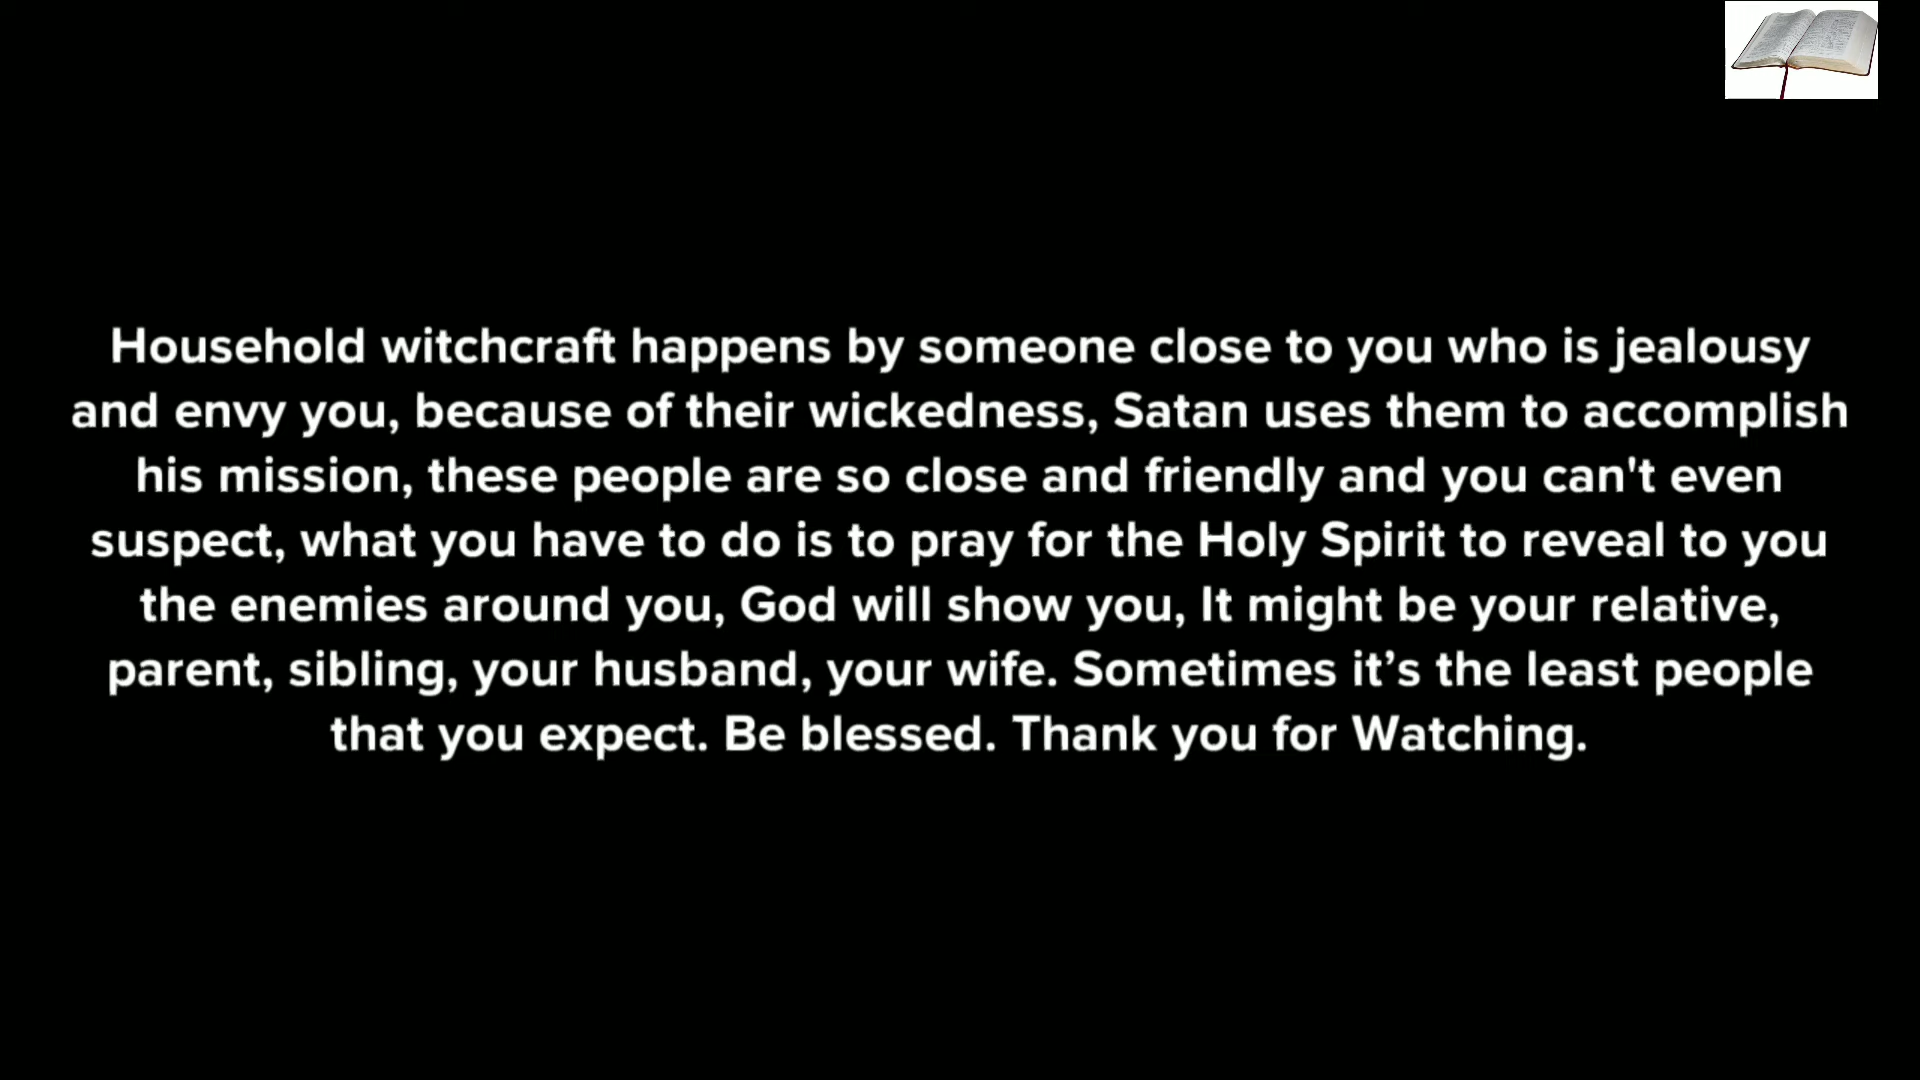 Household witchcraft happens by someone close to you who is jealousy
and envy you, because of their wickedness, Satan uses them to accomplish
his mission, these people are so close and friendly and you can't even
suspect, what you have to do is to pray for the Holy Spirit to reveal to you
the enemies around you, God will show you, It might be your relative,
parent, sibling, your husband, your wife. Sometimes it’s the least people
that you expect. Be blessed. Thank you for Watching.